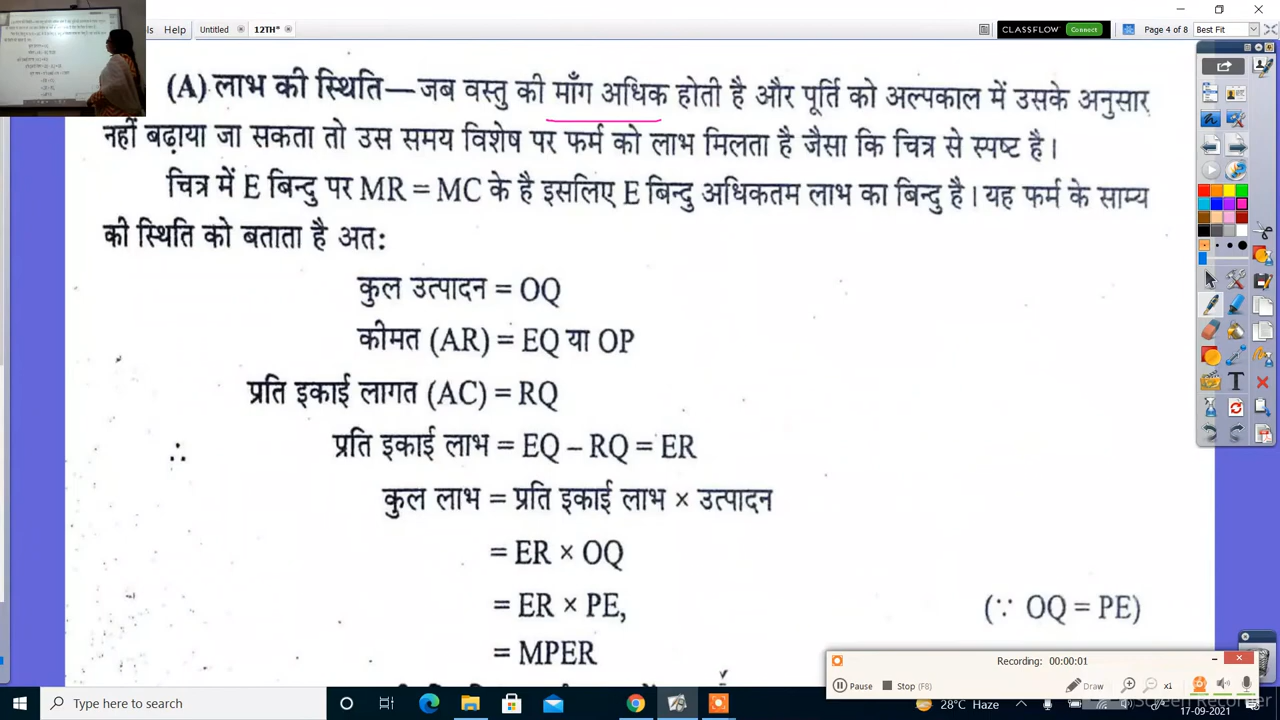 ls Help Untitled 12TH* CLASSFLOW Connect Page 4 of 8 Best Fit
(A) लाभ की स्थिति—जब वस्तु की माँग अधिक होती है और पूर्ति को अल्पकाल में उसके अनुसार
नहीं बढ़ाया जा सकता तो उस समय विशेष पर फर्म को लाभ मिलता है जैसा कि चित्र से स्पष्ट है।
चित्र में E बिन्दु पर MR = MC के है इसलिए E बिन्दु अधिकतम लाभ का बिन्दु है। यह फर्म के साम्य
की स्थिति को बताता है अतः
कुल उत्पादन = OQ
कीमत (AR) = EQ या OP
प्रति इकाई लागत (AC) = RQ
∴ प्रति इकाई लाभ = EQ – RQ = ER
कुल लाभ = प्रति इकाई लाभ × उत्पादन
= ER × OQ
= ER × PE, (∵ OQ = PE)
= MPER
Recording: 00:00:01
Pause Stop (F8) Draw x1
Type here to search 28°C Haze 17-09-2021
Screen Recorder